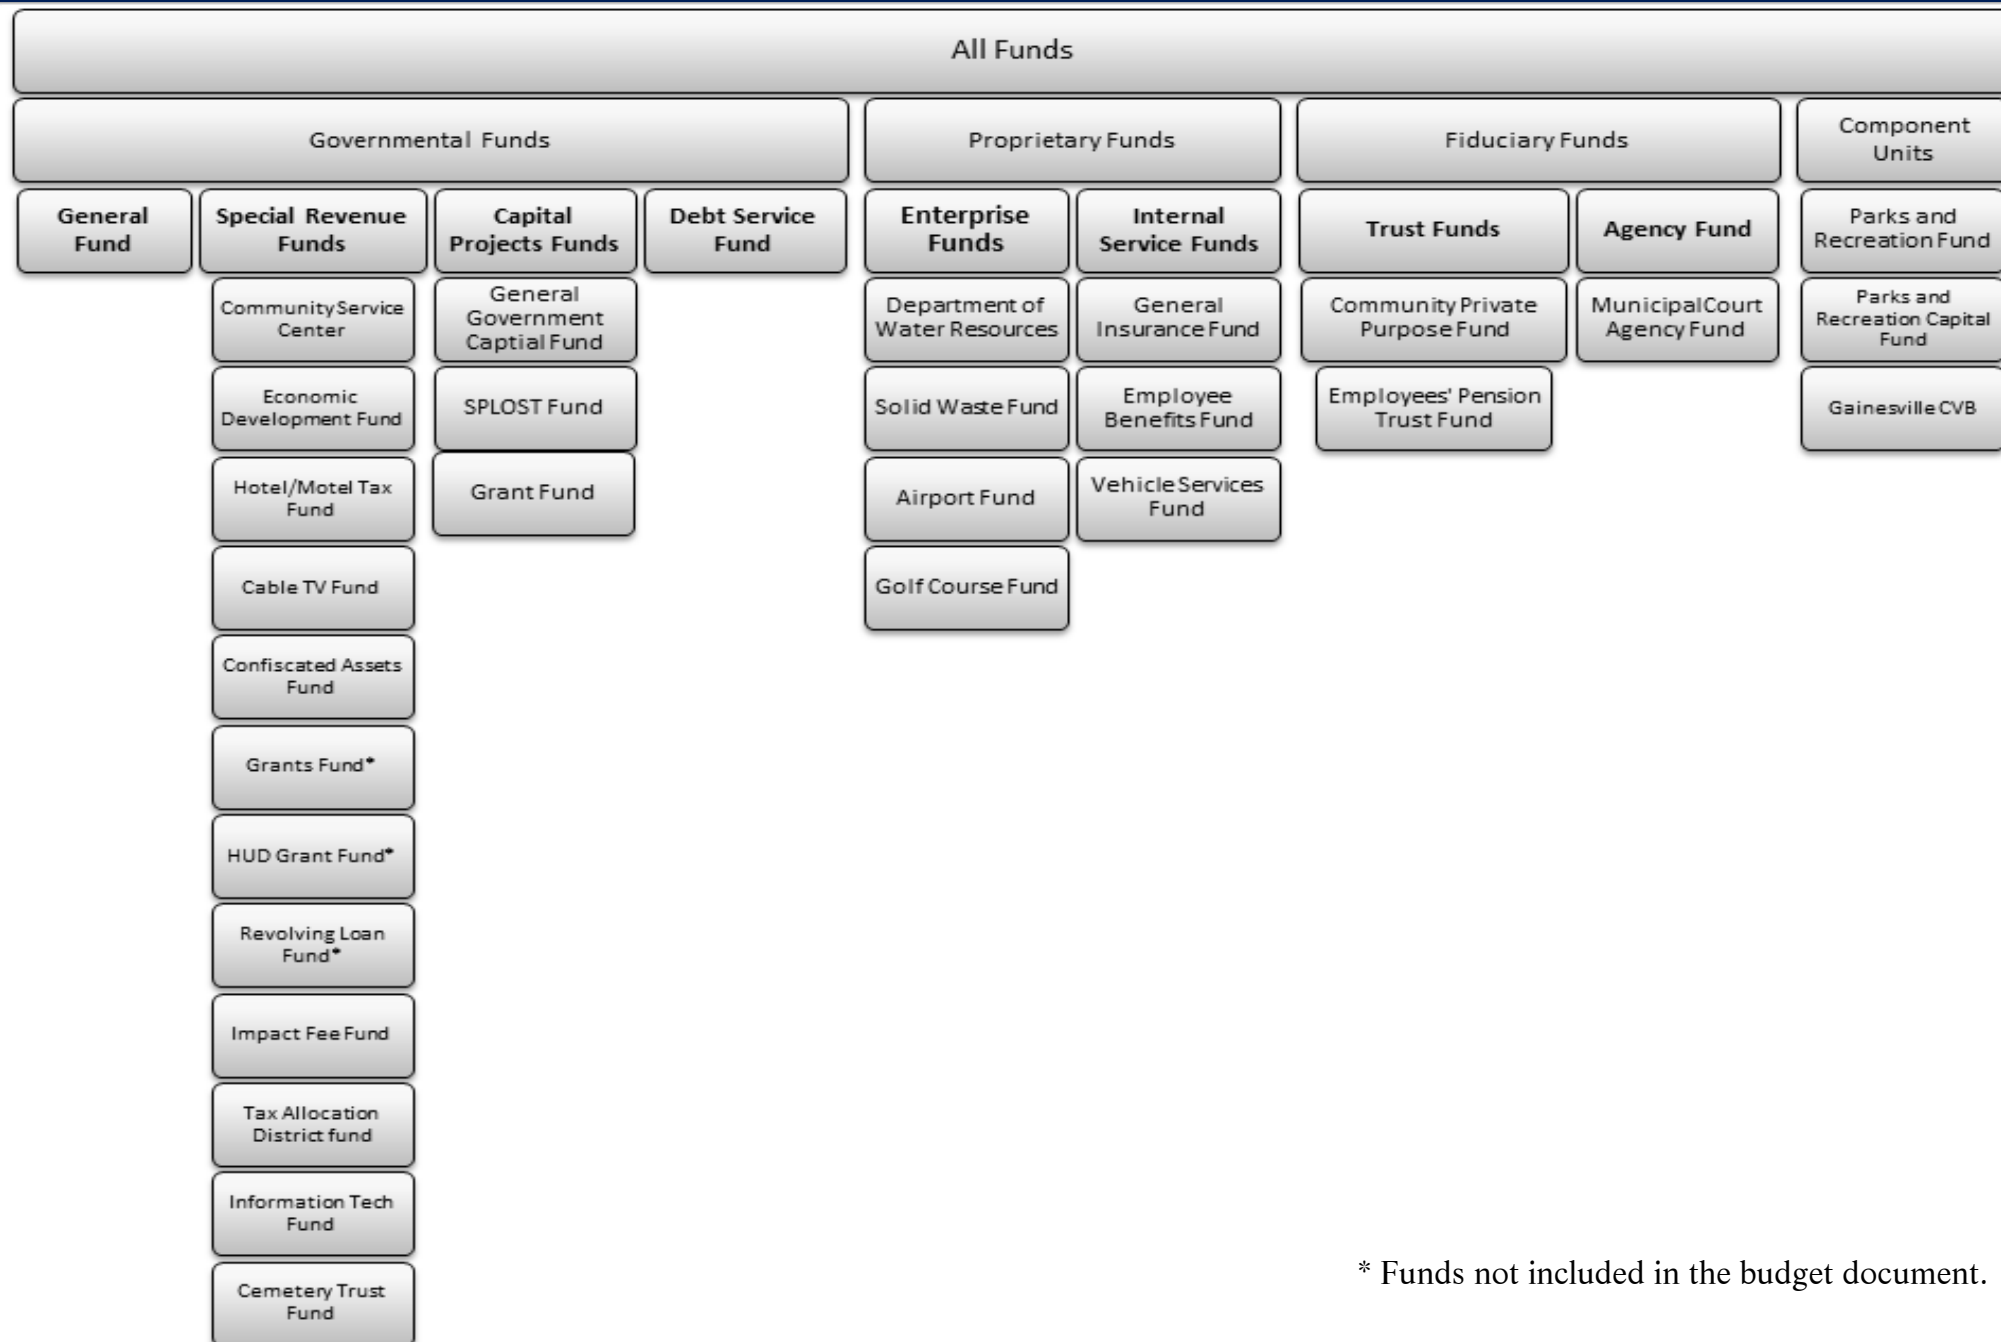 All Funds
Governmental Funds
Proprietary Funds
Fiduciary Funds
Component
Units
General
Fund
Special Revenue
Funds
Capital
Projects Funds
Debt Service
Fund
Enterprise
Funds
Internal
Service Funds
Trust Funds
Agency Fund
Parks and
Recreation Fund
Community Service
Center
General
Government
Captial Fund
Department of
Water Resources
General
Insurance Fund
Community Private
Purpose Fund
Municipal Court
Agency Fund
Parks and
Recreation Capital
Fund
Economic
Development Fund
SPLOST Fund
Solid Waste Fund
Employee
Benefits Fund
Employees' Pension
Trust Fund
Gainesville CVB
Hotel/Motel Tax
Fund
Grant Fund
Airport Fund
Vehicle Services
Fund
Cable TV Fund
Golf Course Fund
Confiscated Assets
Fund
Grants Fund*
HUD Grant Fund*
Revolving Loan
Fund*
Impact Fee Fund
Tax Allocation
District fund
Information Tech
Fund
Cemetery Trust
Fund
* Funds not included in the budget document.